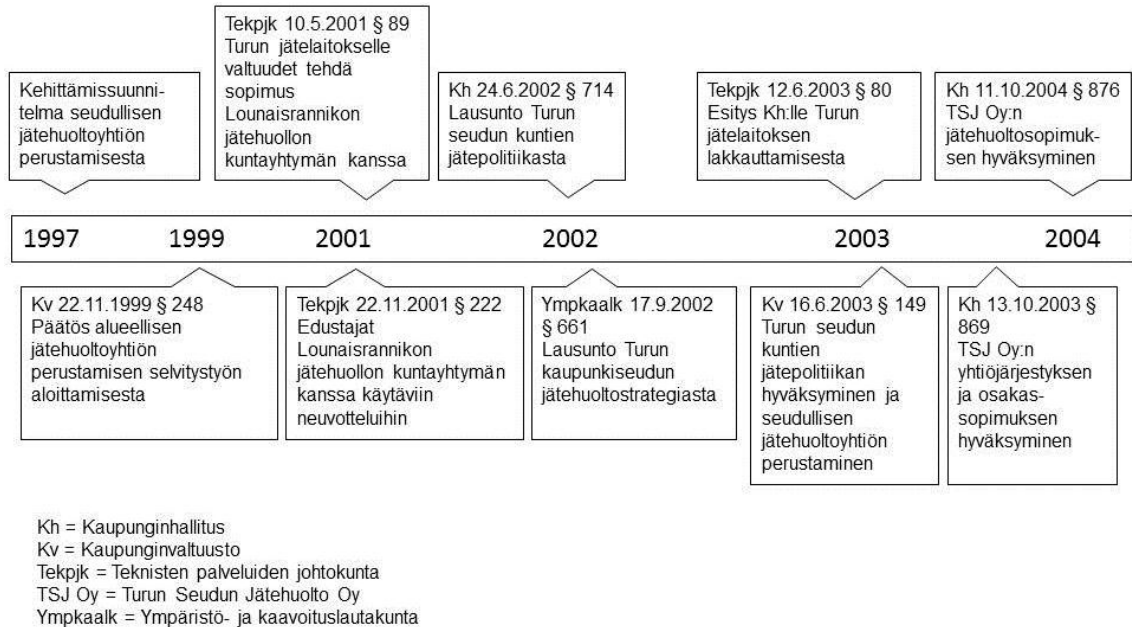 Kehittämissuunni-
telma seudullisen
jätehuoltoyhtiön
perustamisesta
Tekpjk 10.5.2001 § 89
Turun jätelaitokselle
valtuudet tehdä
sopimus
Lounaisrannikon
jätehuollon
kuntayhtymän kanssa
Kh 24.6.2002 § 714
Lausunto Turun
seudun kuntien
jätepolitiikasta
Tekpjk 12.6.2003 § 80
Esitys Kh:lle Turun
jätelaitoksen
lakkauttamisesta
Kh 11.10.2004 § 876
TSJ Oy:n
jätehuoltosopimuk-
sen hyväksyminen
1997 1999 2001 2002 2003 2004
Kv 22.11.1999 § 248
Päätös alueellisen
jätehuoltoyhtiön
perustamisen selvitystyön
aloittamisesta
Tekpjk 22.11.2001 § 222
Edustajat
Lounaisrannikon
jätehuollon kuntayhtymän
kanssa käytäviin
neuvotteluihin
Ympkaalk 17.9.2002
§ 661
Lausunto Turun
kaupunkiseudun
jätehuoltostrategiasta
Kv 16.6.2003 § 149
Turun seudun
kuntien
jätepolitiikan
hyväksyminen ja
seudullisen
jätehuoltoyhtiön
perustaminen
Kh 13.10.2003 §
869
TSJ Oy:n
yhtiöjärjestyksen
ja osakas-
sopimuksen
hyväksyminen
Kh = Kaupunginhallitus
Kv = Kaupunginvaltuusto
Tekpjk = Teknisten palveluiden johtokunta
TSJ Oy = Turun Seudun Jätehuolto Oy
Ympkaalk = Ympäristö- ja kaavoituslautakunta